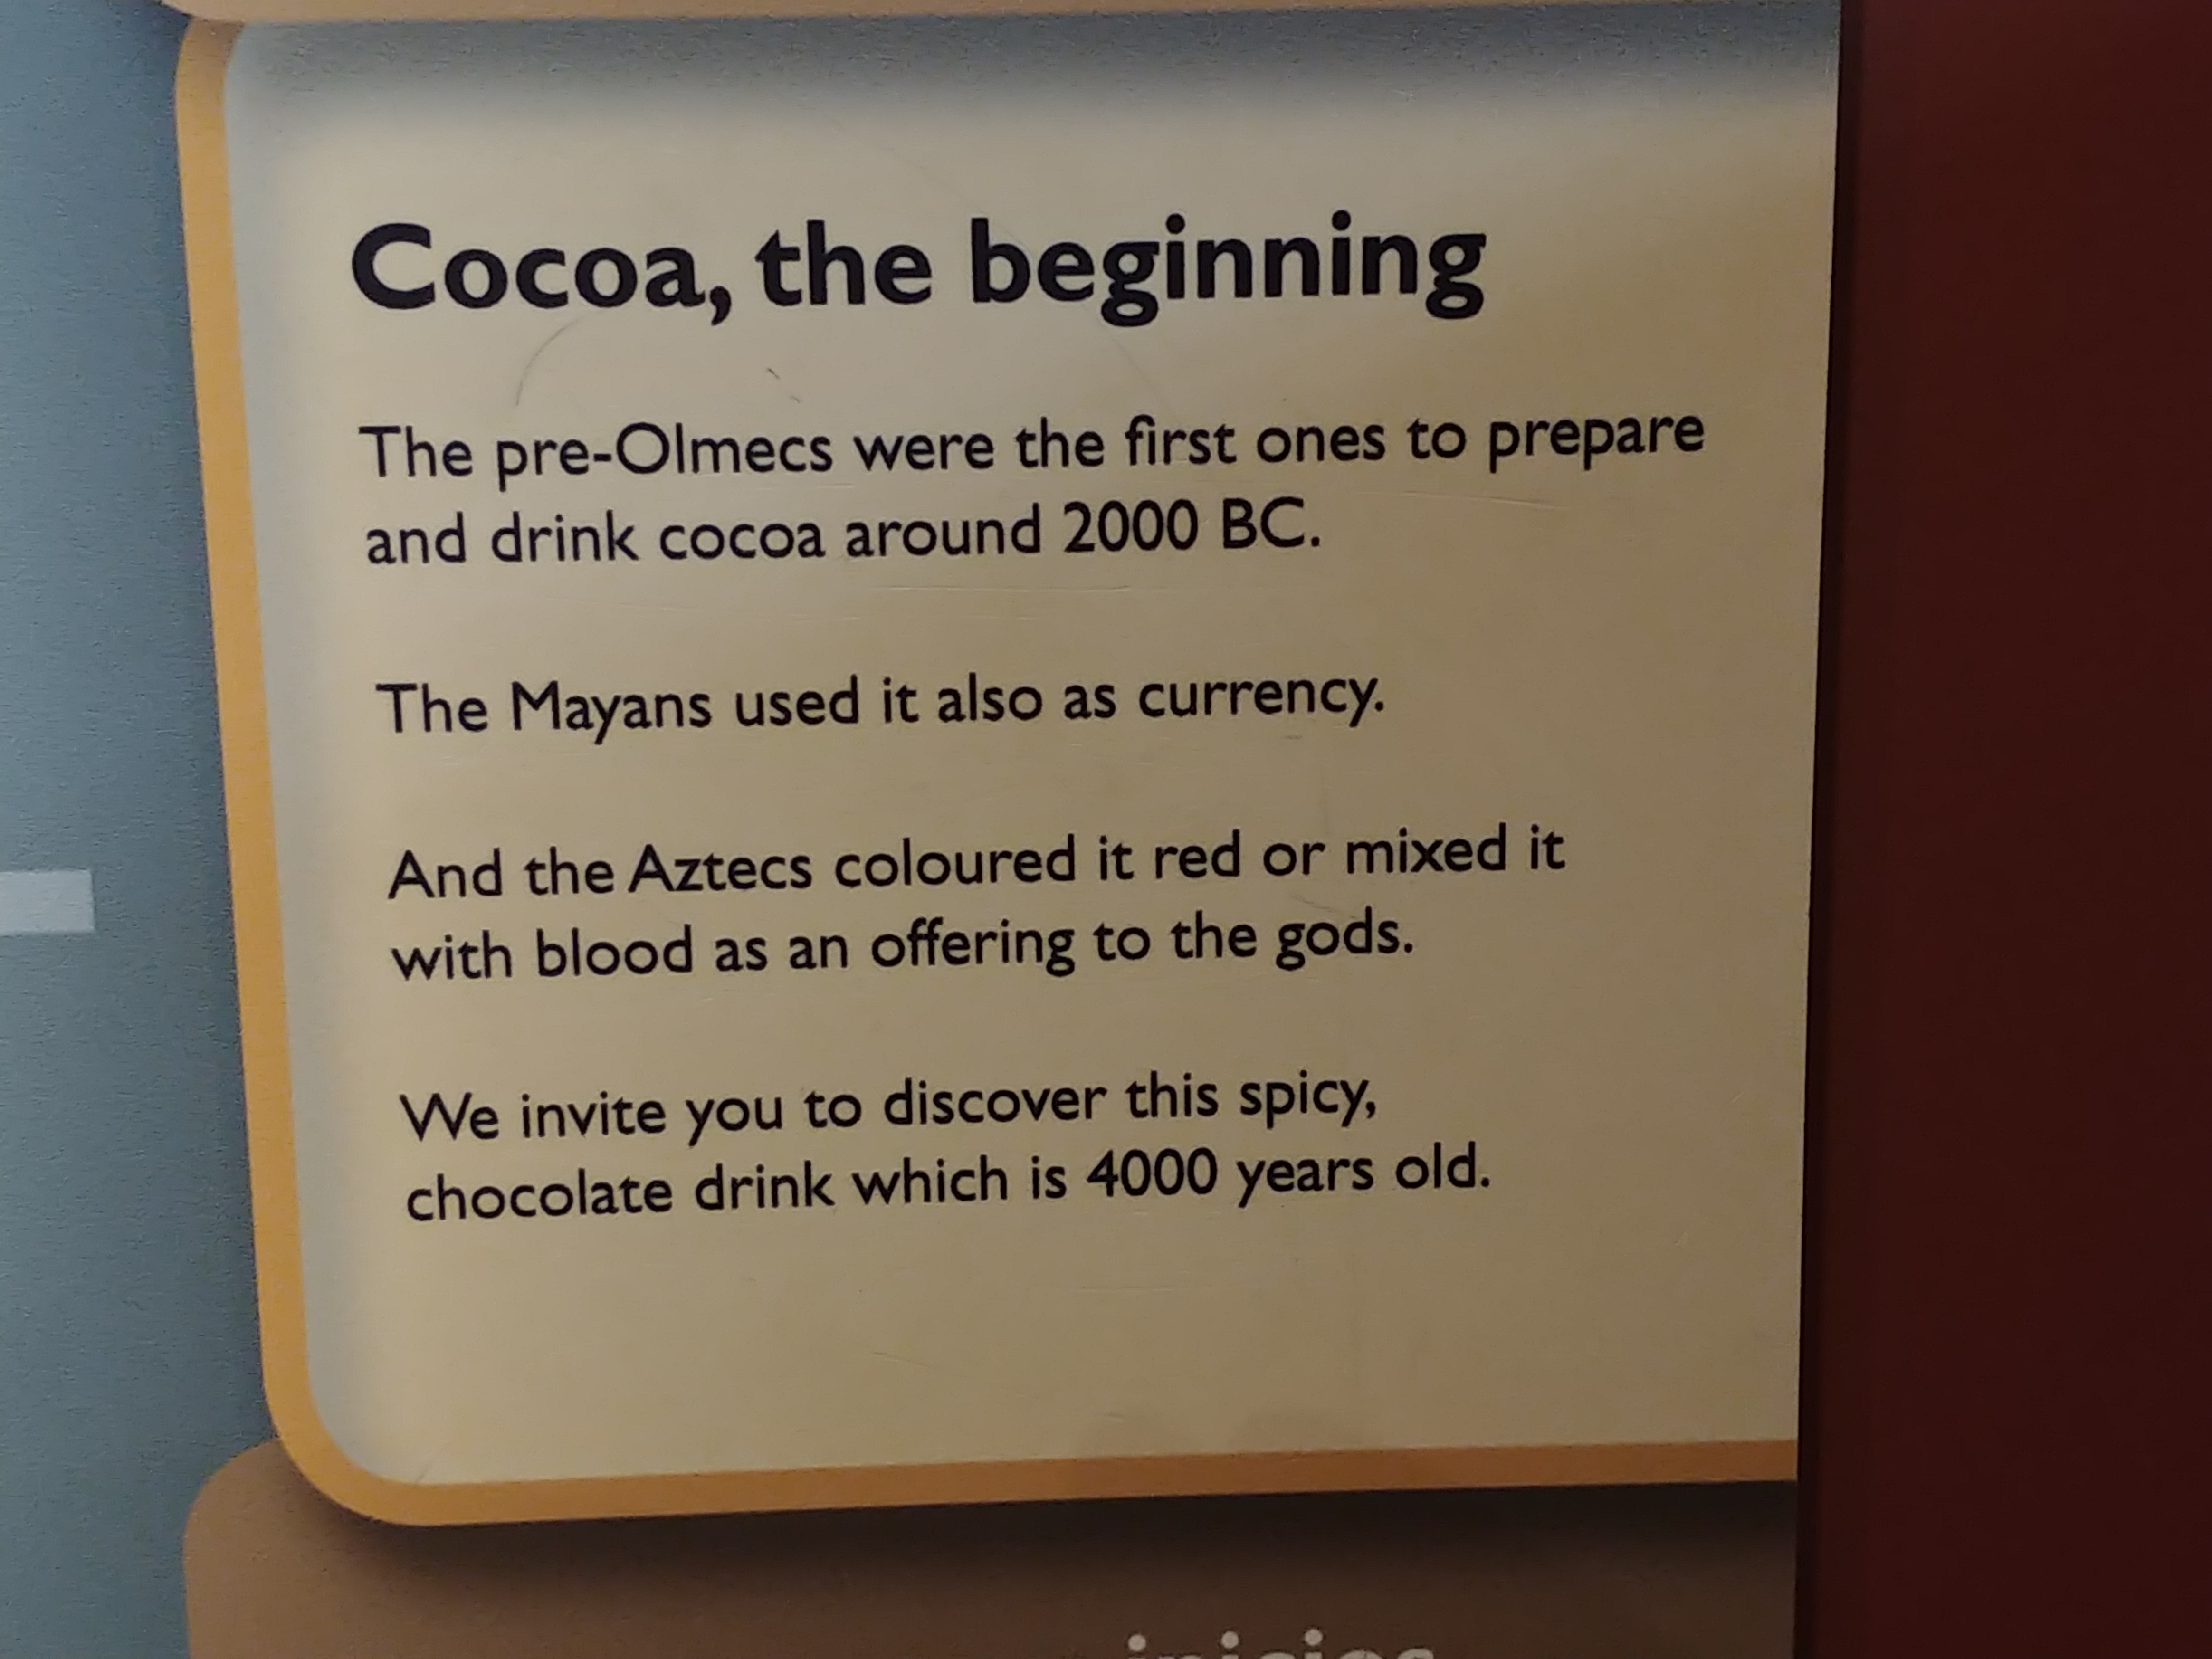 Cocoa, the beginning
The pre-Olmecs were the first ones to prepare
and drink cocoa around 2000 BC.
The Mayans used it also as currency.
And the Aztecs coloured it red or mixed it
with blood as an offering to the gods.
We invite you to discover this spicy,
chocolate drink which is 4000 years old.